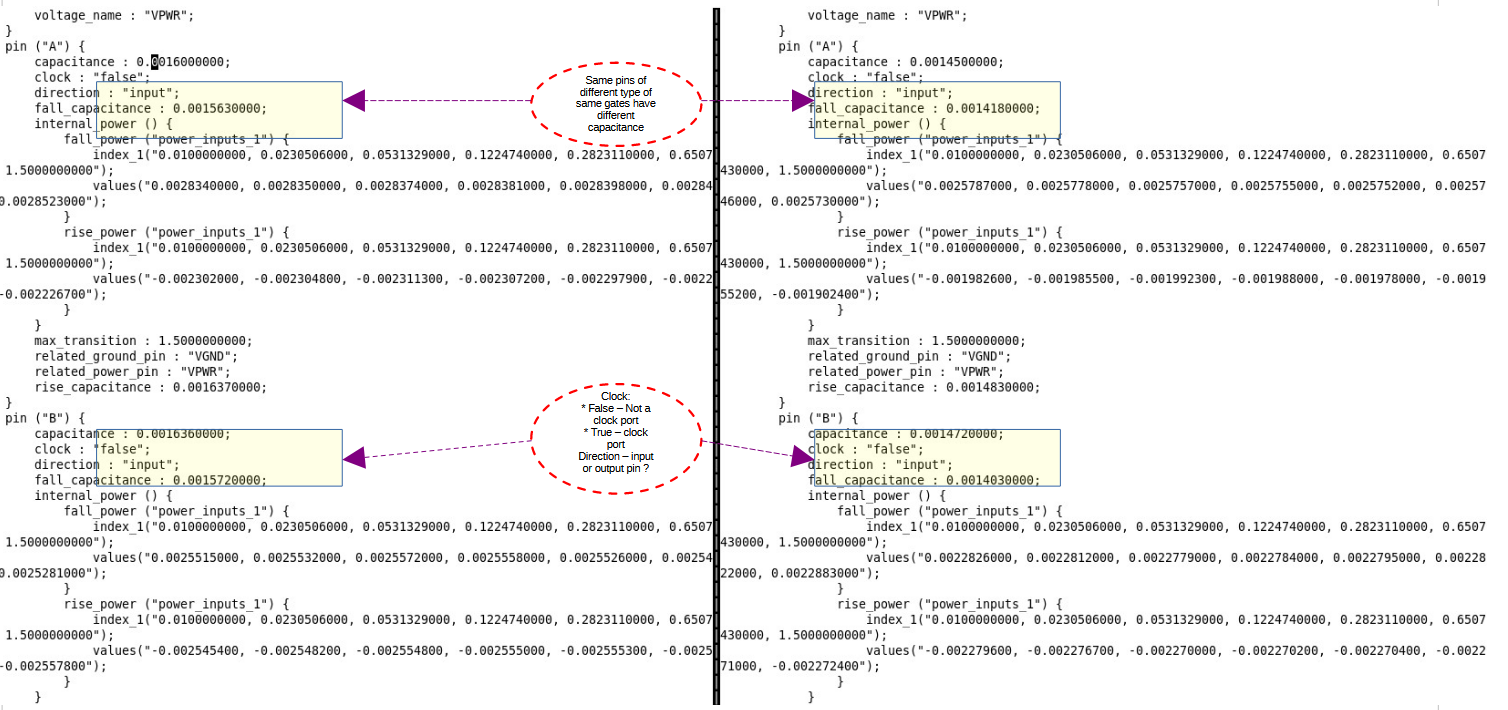 voltage_name : "VPWR";
}
pin ("A") {
capacitance : 0.0016000000;
clock : "false";
direction : "input";
fall_capacitance : 0.0015630000;
internal_power () {
fall_power ("power_inputs_1") {
index_1("0.0100000000, 0.0230506000, 0.0531329000, 0.1224740000, 0.2823110000, 0.6507
1.5000000000");
values("0.0028340000, 0.0028350000, 0.0028374000, 0.0028381000, 0.0028398000, 0.00284
0.0028523000");
}
rise_power ("power_inputs_1") {
index_1("0.0100000000, 0.0230506000, 0.0531329000, 0.1224740000, 0.2823110000, 0.6507
1.5000000000");
values("-0.002302000, -0.002304800, -0.002311300, -0.002307200, -0.002297900, -0.0022
-0.002226700");
}
}
max_transition : 1.5000000000;
related_ground_pin : "VGND";
related_power_pin : "VPWR";
rise_capacitance : 0.0016370000;
}
pin ("B") {
capacitance : 0.0016360000;
clock : "false";
direction : "input";
fall_capacitance : 0.0015720000;
internal_power () {
fall_power ("power_inputs_1") {
index_1("0.0100000000, 0.0230506000, 0.0531329000, 0.1224740000, 0.2823110000, 0.6507
1.5000000000");
values("0.0025515000, 0.0025532000, 0.0025572000, 0.0025558000, 0.0025526000, 0.00254
0.0025281000");
}
rise_power ("power_inputs_1") {
index_1("0.0100000000, 0.0230506000, 0.0531329000, 0.1224740000, 0.2823110000, 0.6507
1.5000000000");
values("-0.002545400, -0.002548200, -0.002554800, -0.002555000, -0.002555300, -0.0025
-0.002557800");
}
}
Same pins of
different type of
same gates have
different
capacitance
Clock:
* False – Not a
clock port
* True – clock
port
Direction – input
or output pin ?
voltage_name : "VPWR";
}
pin ("A") {
capacitance : 0.0014500000;
clock : "false";
direction : "input";
fall_capacitance : 0.0014180000;
internal_power () {
fall_power ("power_inputs_1") {
index_1("0.0100000000, 0.0230506000, 0.0531329000, 0.1224740000, 0.2823110000, 0.6507
430000, 1.5000000000");
values("0.0025787000, 0.0025778000, 0.0025757000, 0.0025755000, 0.0025752000, 0.00257
46000, 0.0025730000");
}
rise_power ("power_inputs_1") {
index_1("0.0100000000, 0.0230506000, 0.0531329000, 0.1224740000, 0.2823110000, 0.6507
430000, 1.5000000000");
values("-0.001982600, -0.001985500, -0.001992300, -0.001988000, -0.001978000, -0.0019
55200, -0.001902400");
}
}
max_transition : 1.5000000000;
related_ground_pin : "VGND";
related_power_pin : "VPWR";
rise_capacitance : 0.0014830000;
}
pin ("B") {
capacitance : 0.0014720000;
clock : "false";
direction : "input";
fall_capacitance : 0.0014030000;
internal_power () {
fall_power ("power_inputs_1") {
index_1("0.0100000000, 0.0230506000, 0.0531329000, 0.1224740000, 0.2823110000, 0.6507
430000, 1.5000000000");
values("0.0022826000, 0.0022812000, 0.0022779000, 0.0022784000, 0.0022795000, 0.00228
22000, 0.0022883000");
}
rise_power ("power_inputs_1") {
index_1("0.0100000000, 0.0230506000, 0.0531329000, 0.1224740000, 0.2823110000, 0.6507
430000, 1.5000000000");
values("-0.002279600, -0.002276700, -0.002270000, -0.002270200, -0.002270400, -0.0022
71000, -0.002272400");
}
}